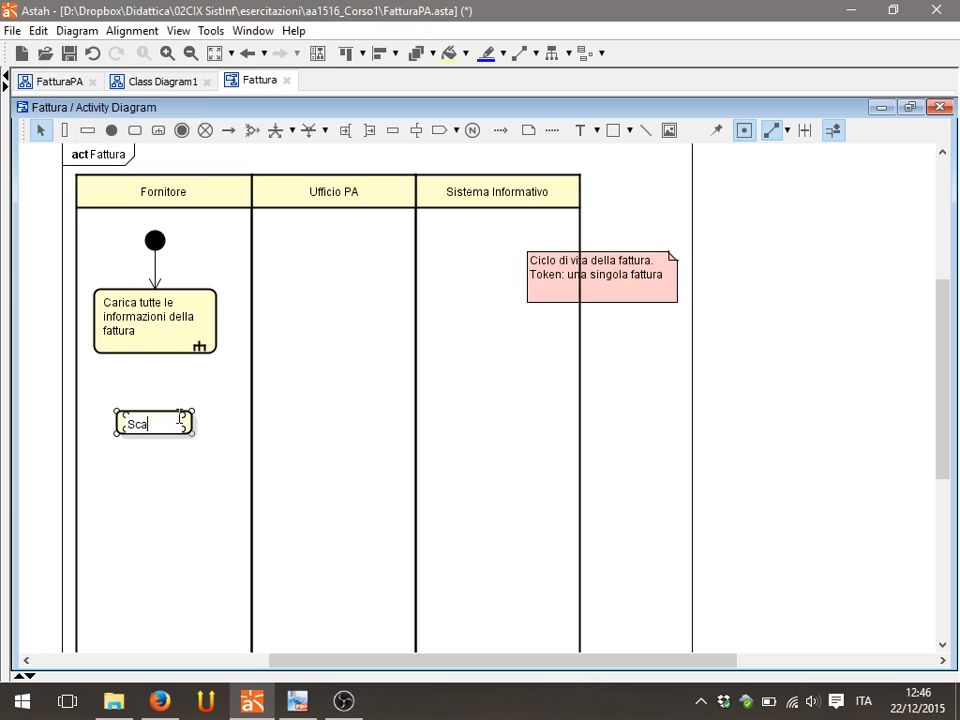 Astah - [D:\Dropbox\Didattica\02CIX SistInf\esercitazioni\aa1516_Corso1\FatturaPA.asta] (*)
File Edit Diagram Alignment View Tools Window Help
FatturaPA Class Diagram1 Fattura
Fattura / Activity Diagram
N T
act Fattura
Fornitore Ufficio PA Sistema Informativo
Ciclo di vita della fattura.
Token: una singola fattura
Carica tutte le
informazioni della
fattura
Sca
ITA
12:46
22/12/2015